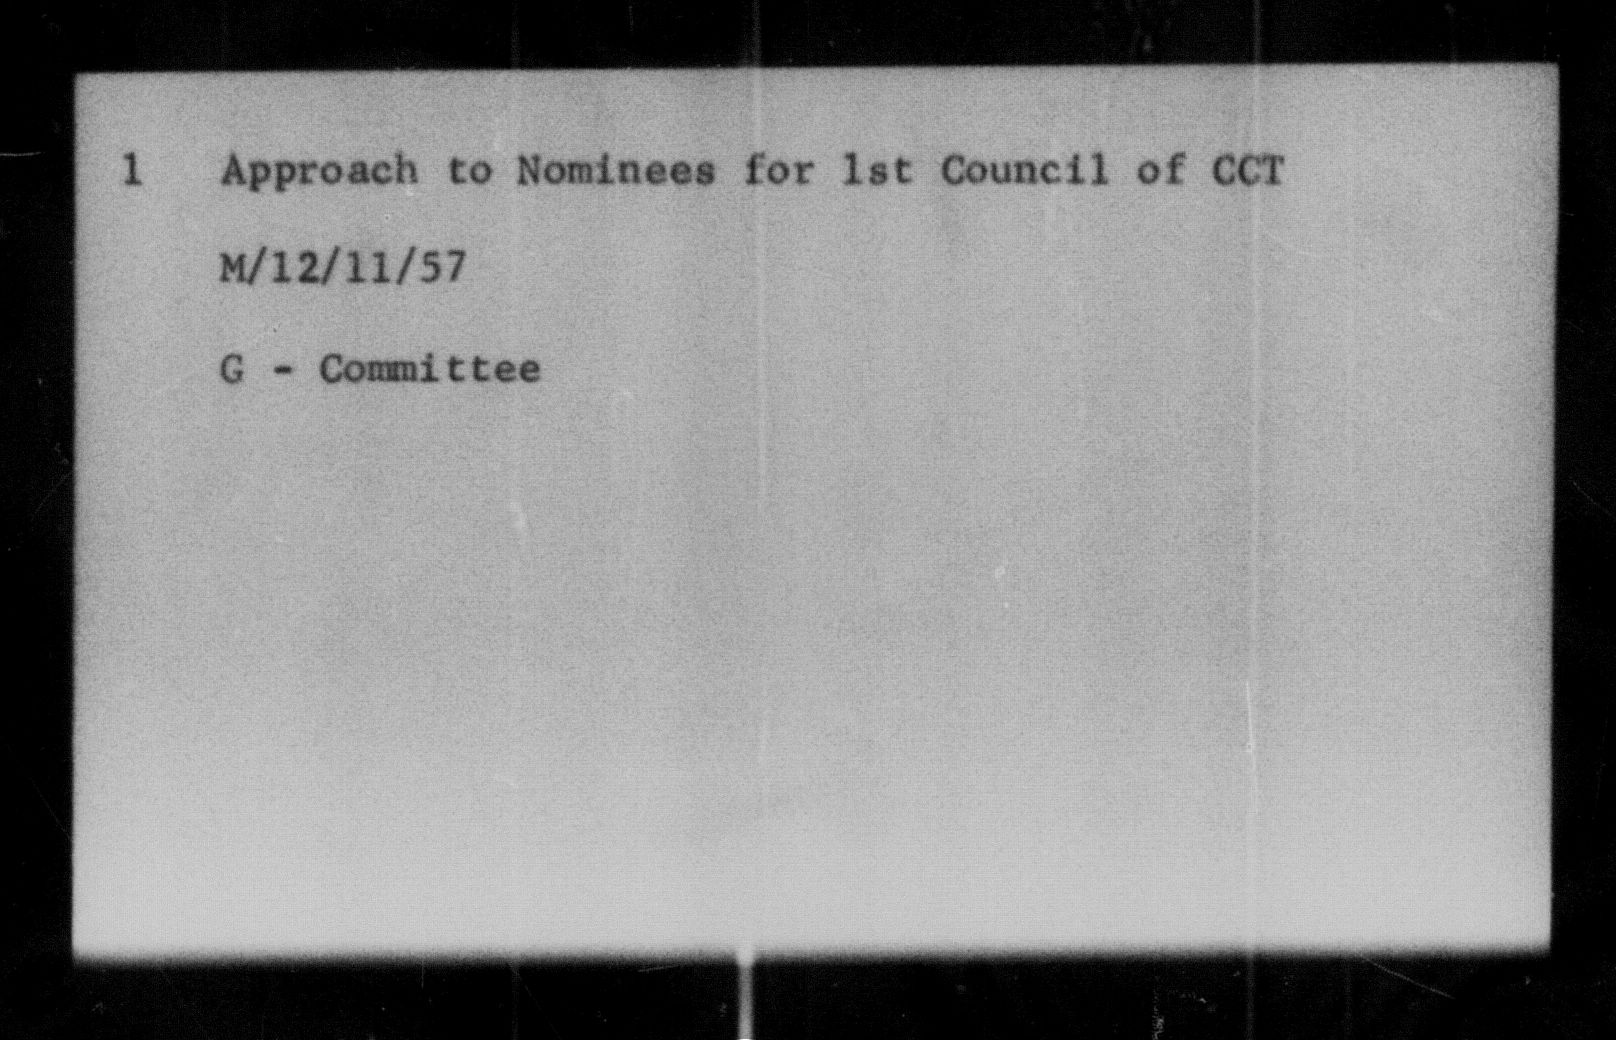 1 Approach to Nominees for 1st Council of CCT
M/12/11/57
G - Committee